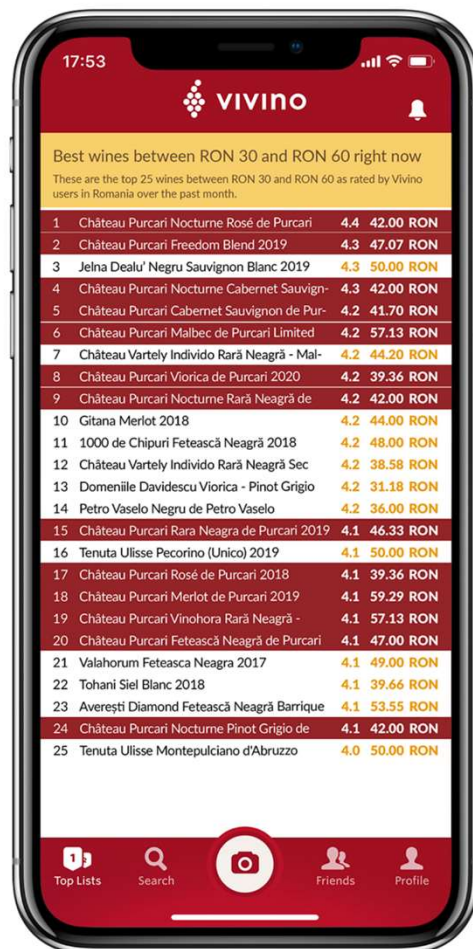 17:53
VIVINO
Best wines between RON 30 and RON 60 right now
These are the top 25 wines between RON 30 and RON 60 as rated by Vivino
users in Romania over the past month.
1 Château Purcari Nocturne Rosé de Purcari 4.4 42.00 RON
2 Château Purcari Freedom Blend 2019 4.3 47.07 RON
3 Jelna Dealu' Negru Sauvignon Blanc 2019 4.3 50.00 RON
4 Château Purcari Nocturne Cabernet Sauvign- 4.3 42.00 RON
5 Château Purcari Cabernet Sauvignon de Pur- 4.2 41.70 RON
6 Château Purcari Malbec de Purcari Limited 4.2 57.13 RON
7 Château Vartely Individo Rară Neagră - Mal- 4.2 44.20 RON
8 Château Purcari Viorica de Purcari 2020 4.2 39.36 RON
9 Château Purcari Nocturne Rară Neagră de 4.2 42.00 RON
10 Gitana Merlot 2018 4.2 44.00 RON
11 1000 de Chipuri Fetească Neagră 2018 4.2 48.00 RON
12 Château Vartely Individo Rară Neagră Sec 4.2 38.58 RON
13 Domeniile Davidescu Viorica - Pinot Grigio 4.2 31.18 RON
14 Petro Vaselo Negru de Petro Vaselo 4.2 36.00 RON
15 Château Purcari Rara Neagra de Purcari 2019 4.1 46.33 RON
16 Tenuta Ulisse Pecorino (Unico) 2019 4.1 50.00 RON
17 Château Purcari Rosé de Purcari 2018 4.1 39.36 RON
18 Château Purcari Merlot de Purcari 2019 4.1 59.29 RON
19 Château Purcari Vinohora Rară Neagră - 4.1 57.13 RON
20 Château Purcari Fetească Neagră de Purcari 4.1 47.00 RON
21 Valahorum Feteasca Neagra 2017 4.1 49.00 RON
22 Tohani Siel Blanc 2018 4.1 39.66 RON
23 Averești Diamond Fetească Neagră Barrique 4.1 53.55 RON
24 Château Purcari Nocturne Pinot Grigio de 4.1 42.00 RON
25 Tenuta Ulisse Montepulciano d'Abruzzo 4.0 50.00 RON
1 3
Top Lists Search Friends Profile